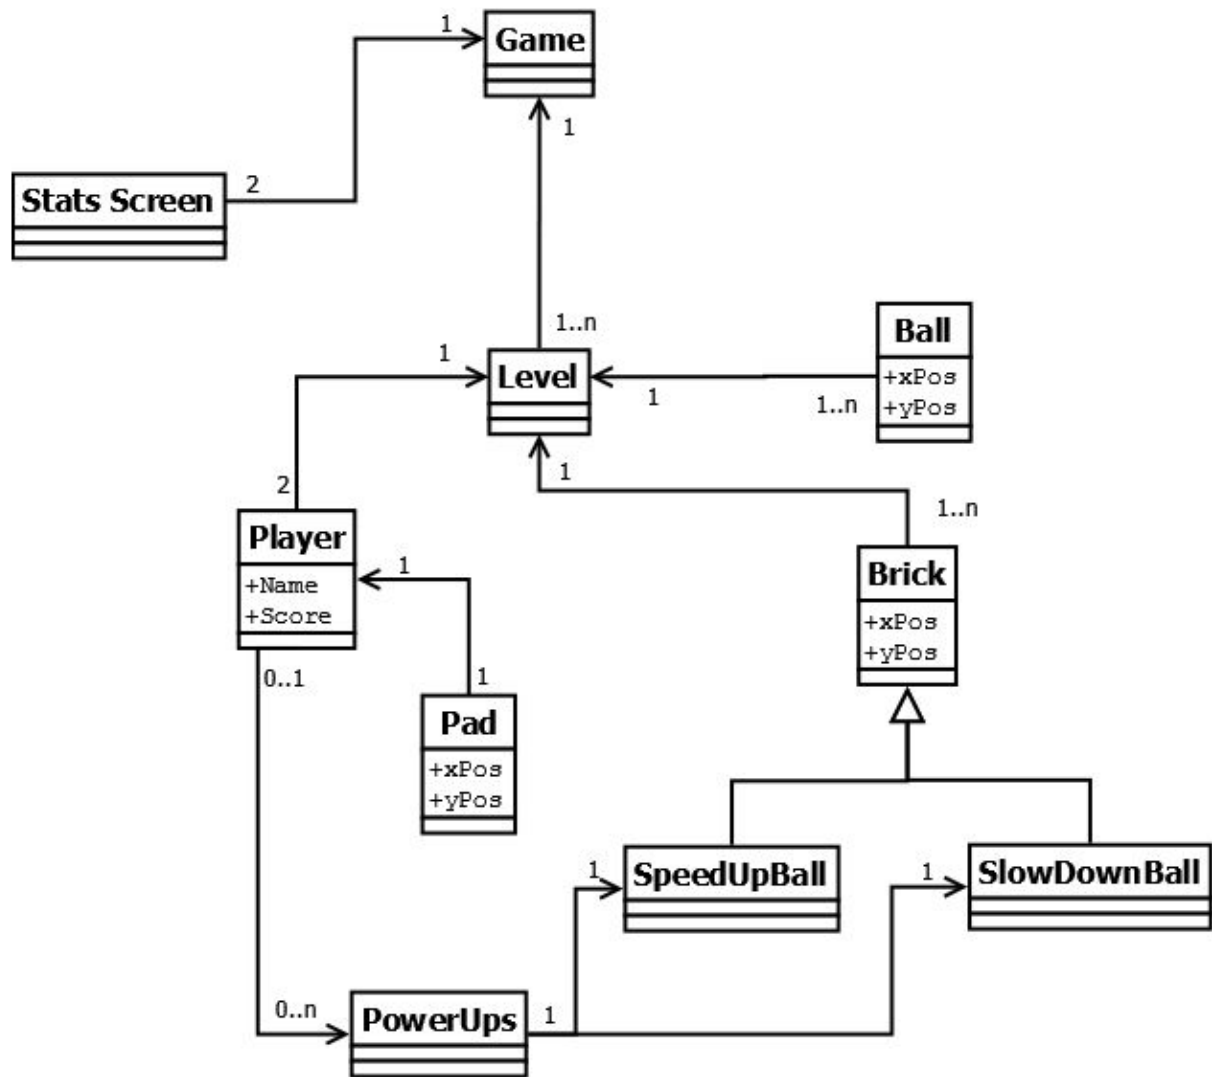 1
Game
1
2
Stats Screen
1..n
Ball
+xPos
+yPos
1
Level
1
1..n
1
1..n
2
Player
+Name
+Score
1
Brick
+xPos
+yPos
0..1
1
Pad
+xPos
+yPos
1
SpeedUpBall
1
SlowDownBall
0..n
PowerUps
1